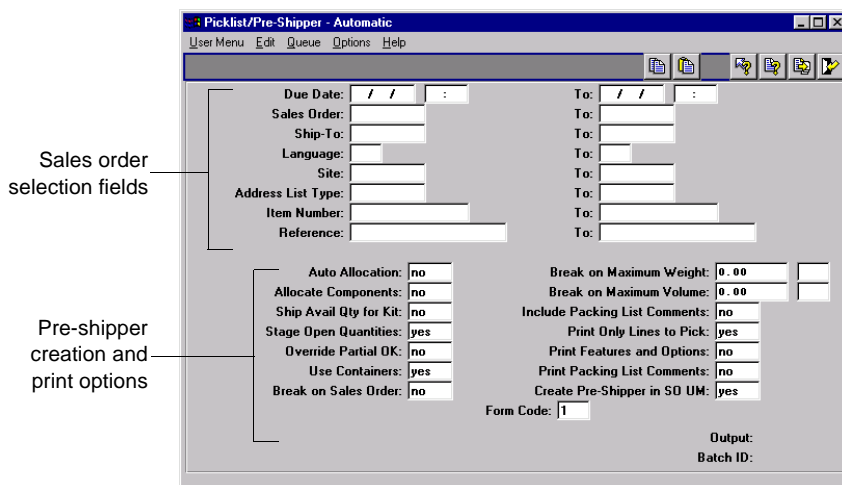 Picklist/Pre-Shipper - Automatic
User Menu Edit Queue Options Help
Due Date: / / : To: / / :
Sales Order: To:
Ship-To: To:
Language: To:
Site: To:
Address List Type: To:
Item Number: To:
Reference: To:
Sales order
selection fields
Auto Allocation: no Break on Maximum Weight: 0.00
Allocate Components: no Break on Maximum Volume: 0.00
Ship Avail Qty for Kit: no Include Packing List Comments: no
Stage Open Quantities: yes Print Only Lines to Pick: yes
Override Partial OK: no Print Features and Options: no
Use Containers: yes Print Packing List Comments: no
Break on Sales Order: no Create Pre-Shipper in SO UM: yes
Form Code: 1
Pre-shipper
creation and
print options
Output:
Batch ID: